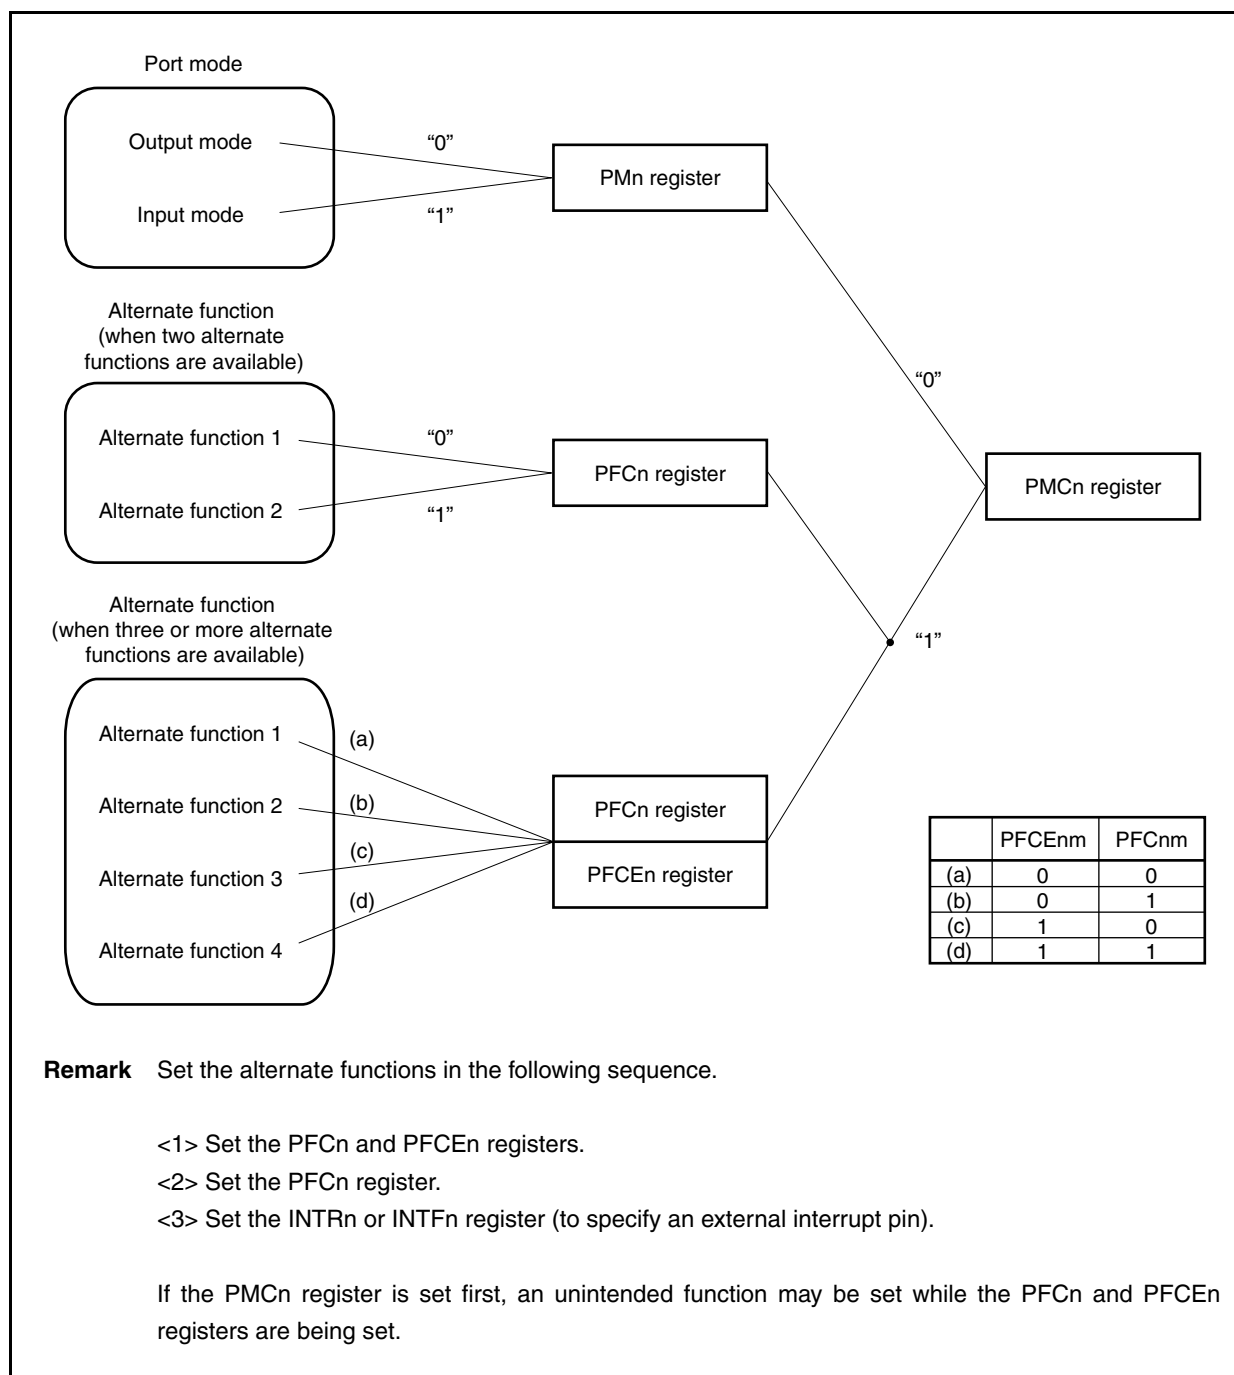 Port mode
Output mode
“0”
Input mode
“1”
PMn register
Alternate function
(when two alternate
functions are available)
“0”
Alternate function 1
“0”
Alternate function 2
“1”
PFCn register
PMCn register
Alternate function
(when three or more alternate
functions are available)
“1”
Alternate function 1
(a)
Alternate function 2
(b)
Alternate function 3
(c)
Alternate function 4
(d)
PFCn register
PFCEn register
PFCEnm PFCnm
(a) 0 0
(b) 0 1
(c) 1 0
(d) 1 1
Remark Set the alternate functions in the following sequence.
<1> Set the PFCn and PFCEn registers.
<2> Set the PFCn register.
<3> Set the INTRn or INTFn register (to specify an external interrupt pin).
If the PMCn register is set first, an unintended function may be set while the PFCn and PFCEn
registers are being set.